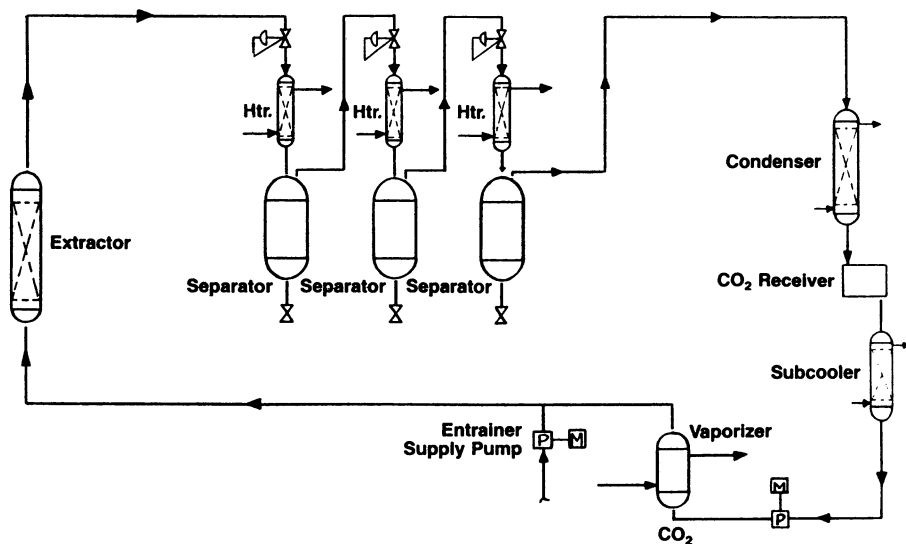 Htr.
Htr.
Htr.
Condenser
Extractor
Separator
Separator
Separator
CO₂ Receiver
Subcooler
Entrainer
Supply Pump
P
M
Vaporizer
M
P
CO₂